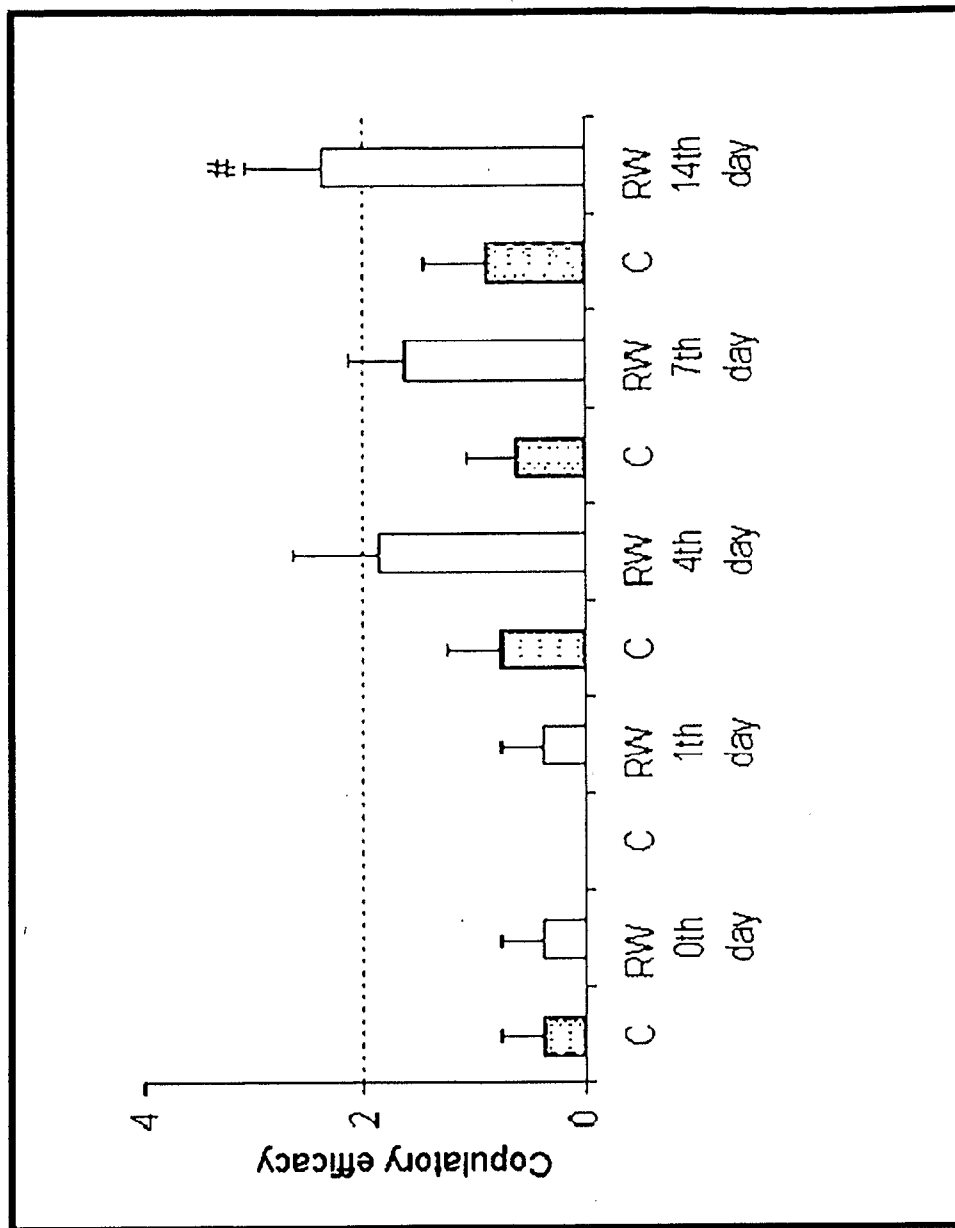 Copulatory efficacy
4
2
0
#
C RW C RW C RW C RW C RW
0th 1th 4th 7th 14th
day day day day day